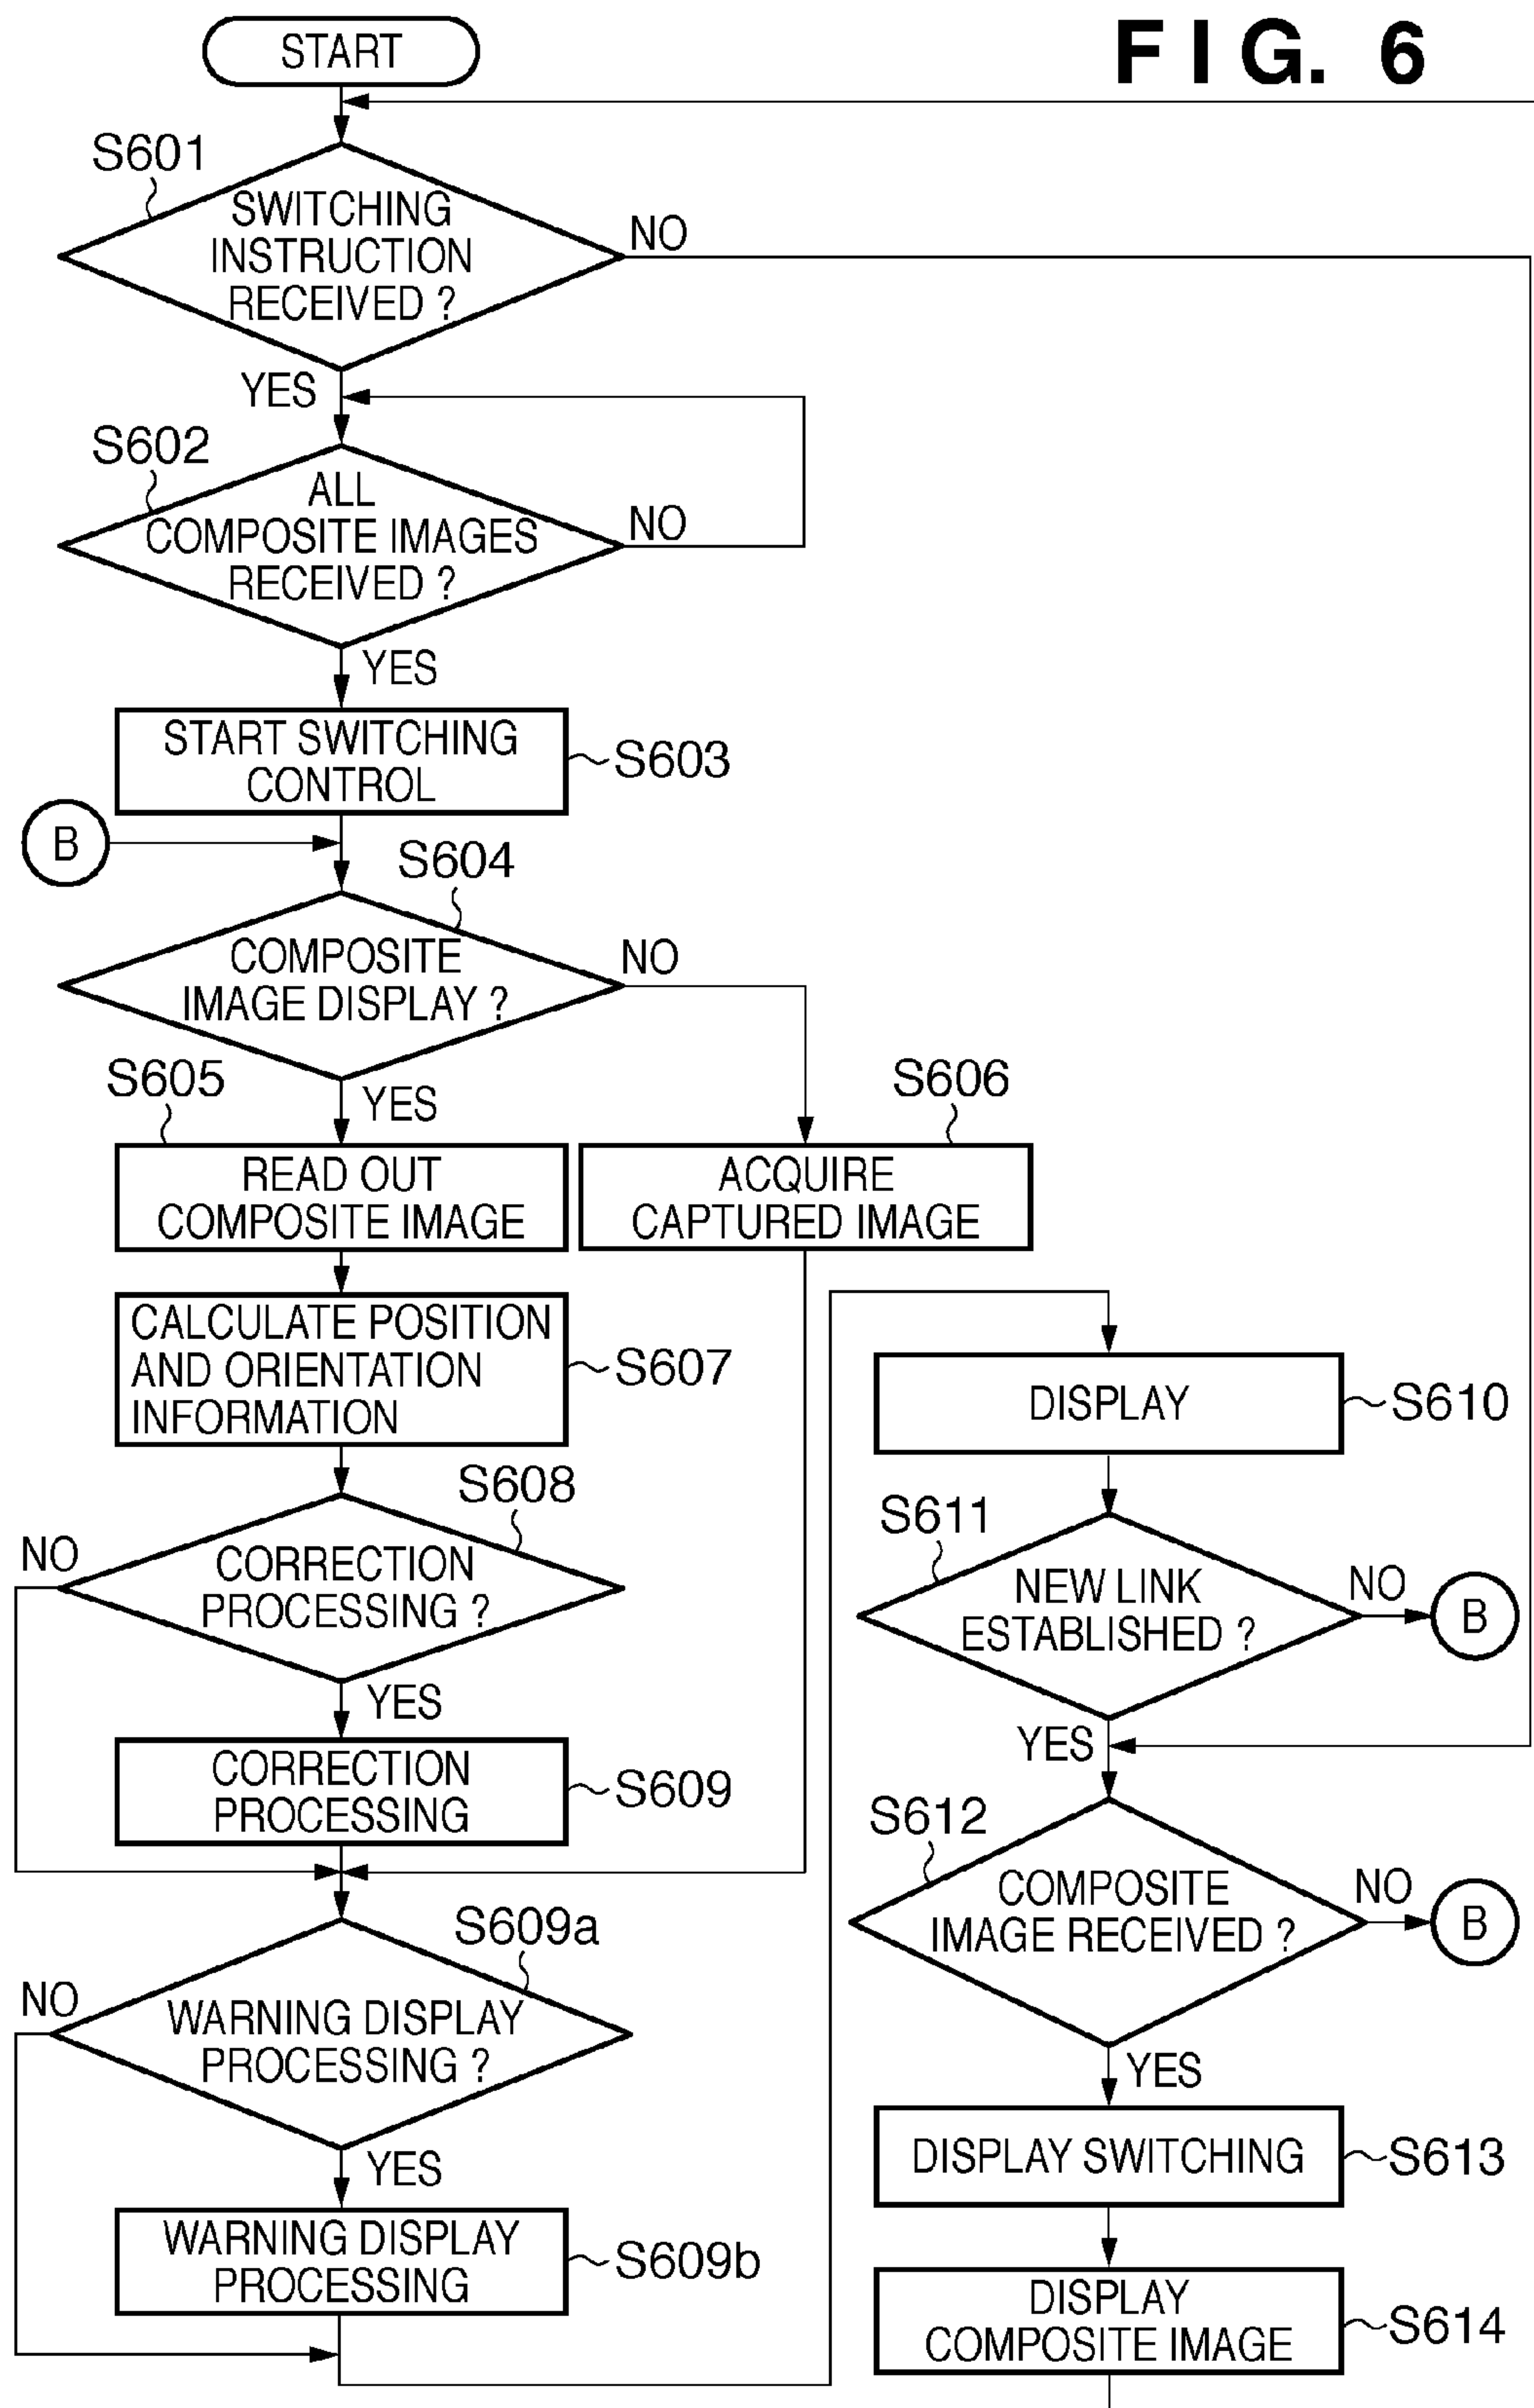 FIG. 6
START
S601
SWITCHING
INSTRUCTION
RECEIVED ?
NO
YES
S602
ALL
COMPOSITE IMAGES
RECEIVED ?
NO
YES
START SWITCHING
CONTROL
S603
B
S604
COMPOSITE
IMAGE DISPLAY ?
NO
YES
S605
READ OUT
COMPOSITE IMAGE
S606
ACQUIRE
CAPTURED IMAGE
CALCULATE POSITION
AND ORIENTATION
INFORMATION
S607
S608
CORRECTION
PROCESSING ?
NO
YES
CORRECTION
PROCESSING
S609
S609a
WARNING DISPLAY
PROCESSING ?
NO
YES
WARNING DISPLAY
PROCESSING
S609b
DISPLAY
S610
S611
NEW LINK
ESTABLISHED ?
NO
B
YES
S612
COMPOSITE
IMAGE RECEIVED ?
NO
B
YES
DISPLAY SWITCHING
S613
DISPLAY
COMPOSITE IMAGE
S614